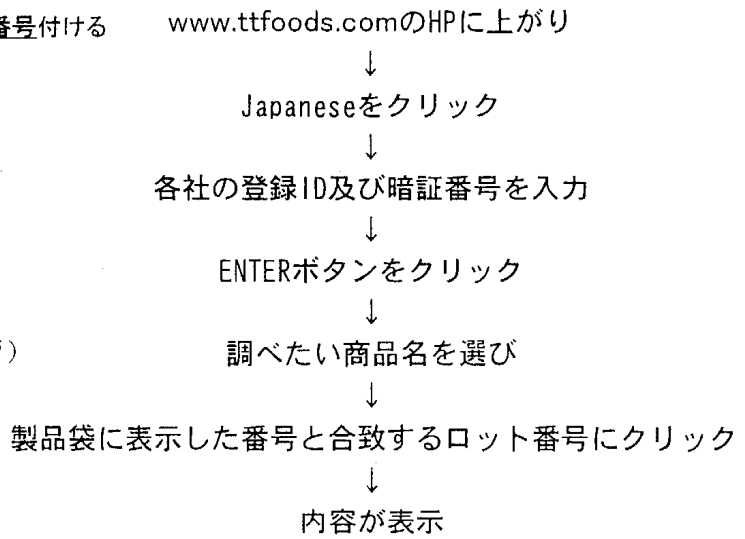 番号付ける
www.ttfoods.comのHPに上がり
↓
Japaneseをクリック
↓
各社の登録ID及び暗証番号を入力
↓
ENTERボタンをクリック
↓
)
調べたい商品名を選び
↓
製品袋に表示した番号と合致するロット番号にクリック
↓
内容が表示